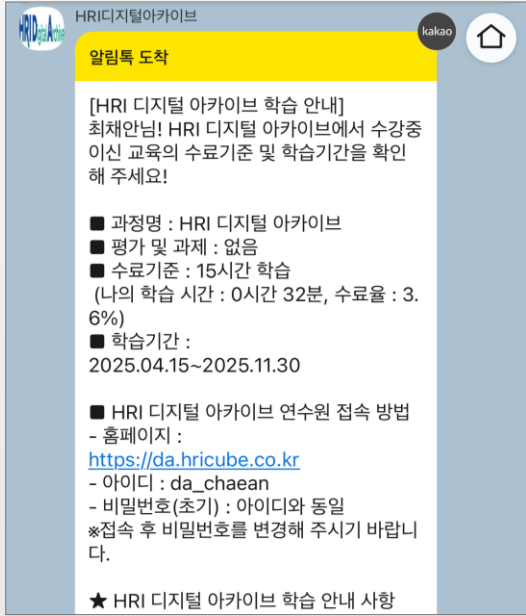 HRI Digital Archive
HRI디지털아카이브
kakao
알림톡 도착
[HRI 디지털 아카이브 학습 안내]
최채안님! HRI 디지털 아카이브에서 수강중
이신 교육의 수료기준 및 학습기간을 확인
해 주세요!
■ 과정명 : HRI 디지털 아카이브
■ 평가 및 과제 : 없음
■ 수료기준 : 15시간 학습
(나의 학습 시간 : 0시간 32분, 수료율 : 3.
6%)
■ 학습기간 :
2025.04.15~2025.11.30
■ HRI 디지털 아카이브 연수원 접속 방법
- 홈페이지 :
https://da.hricube.co.kr
- 아이디 : da_chaean
- 비밀번호(초기) : 아이디와 동일
※접속 후 비밀번호를 변경해 주시기 바랍니
다.
★ HRI 디지털 아카이브 학습 안내 사항